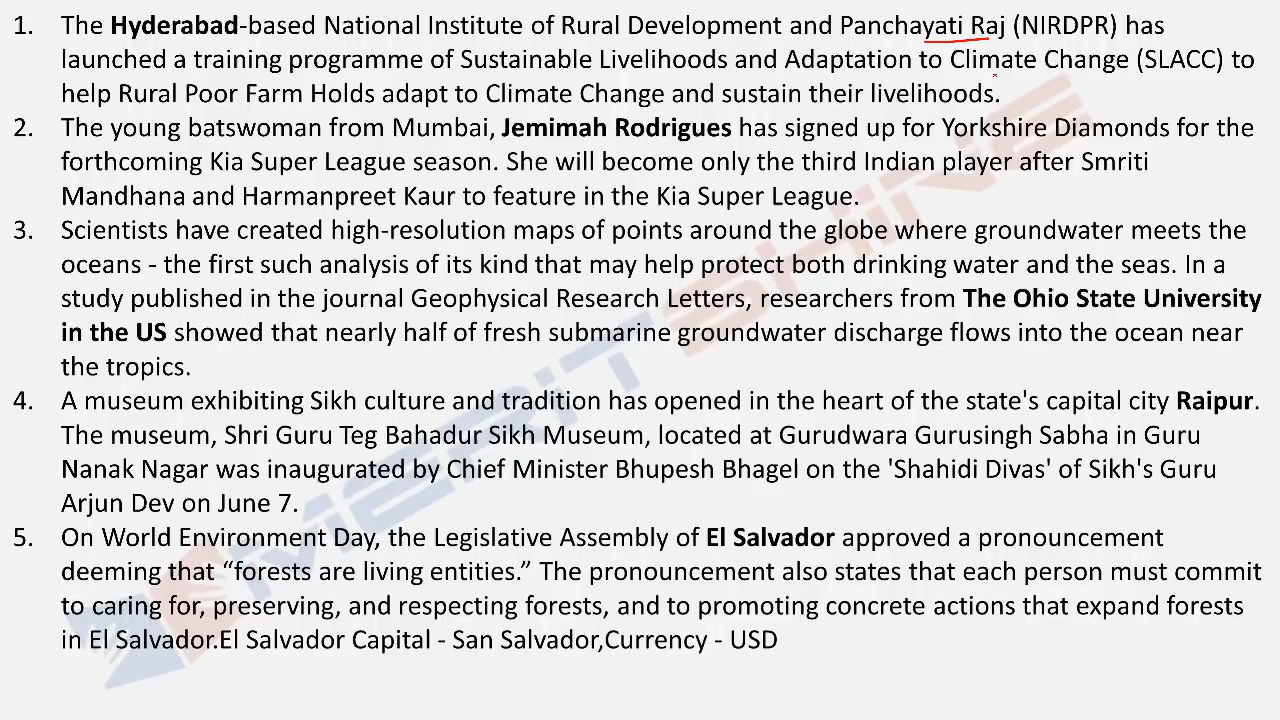 1. The Hyderabad-based National Institute of Rural Development and Panchayati Raj (NIRDPR) has
launched a training programme of Sustainable Livelihoods and Adaptation to Climate Change (SLACC) to
help Rural Poor Farm Holds adapt to Climate Change and sustain their livelihoods.
2. The young batswoman from Mumbai, Jemimah Rodrigues has signed up for Yorkshire Diamonds for the
forthcoming Kia Super League season. She will become only the third Indian player after Smriti
Mandhana and Harmanpreet Kaur to feature in the Kia Super League.
3. Scientists have created high-resolution maps of points around the globe where groundwater meets the
oceans - the first such analysis of its kind that may help protect both drinking water and the seas. In a
study published in the journal Geophysical Research Letters, researchers from The Ohio State University
in the US showed that nearly half of fresh submarine groundwater discharge flows into the ocean near
the tropics.
4. A museum exhibiting Sikh culture and tradition has opened in the heart of the state's capital city Raipur.
The museum, Shri Guru Teg Bahadur Sikh Museum, located at Gurudwara Gurusingh Sabha in Guru
Nanak Nagar was inaugurated by Chief Minister Bhupesh Bhagel on the 'Shahidi Divas' of Sikh's Guru
Arjun Dev on June 7.
5. On World Environment Day, the Legislative Assembly of El Salvador approved a pronouncement
deeming that “forests are living entities.” The pronouncement also states that each person must commit
to caring for, preserving, and respecting forests, and to promoting concrete actions that expand forests
in El Salvador.El Salvador Capital - San Salvador,Currency - USD
MERiT SHiNE